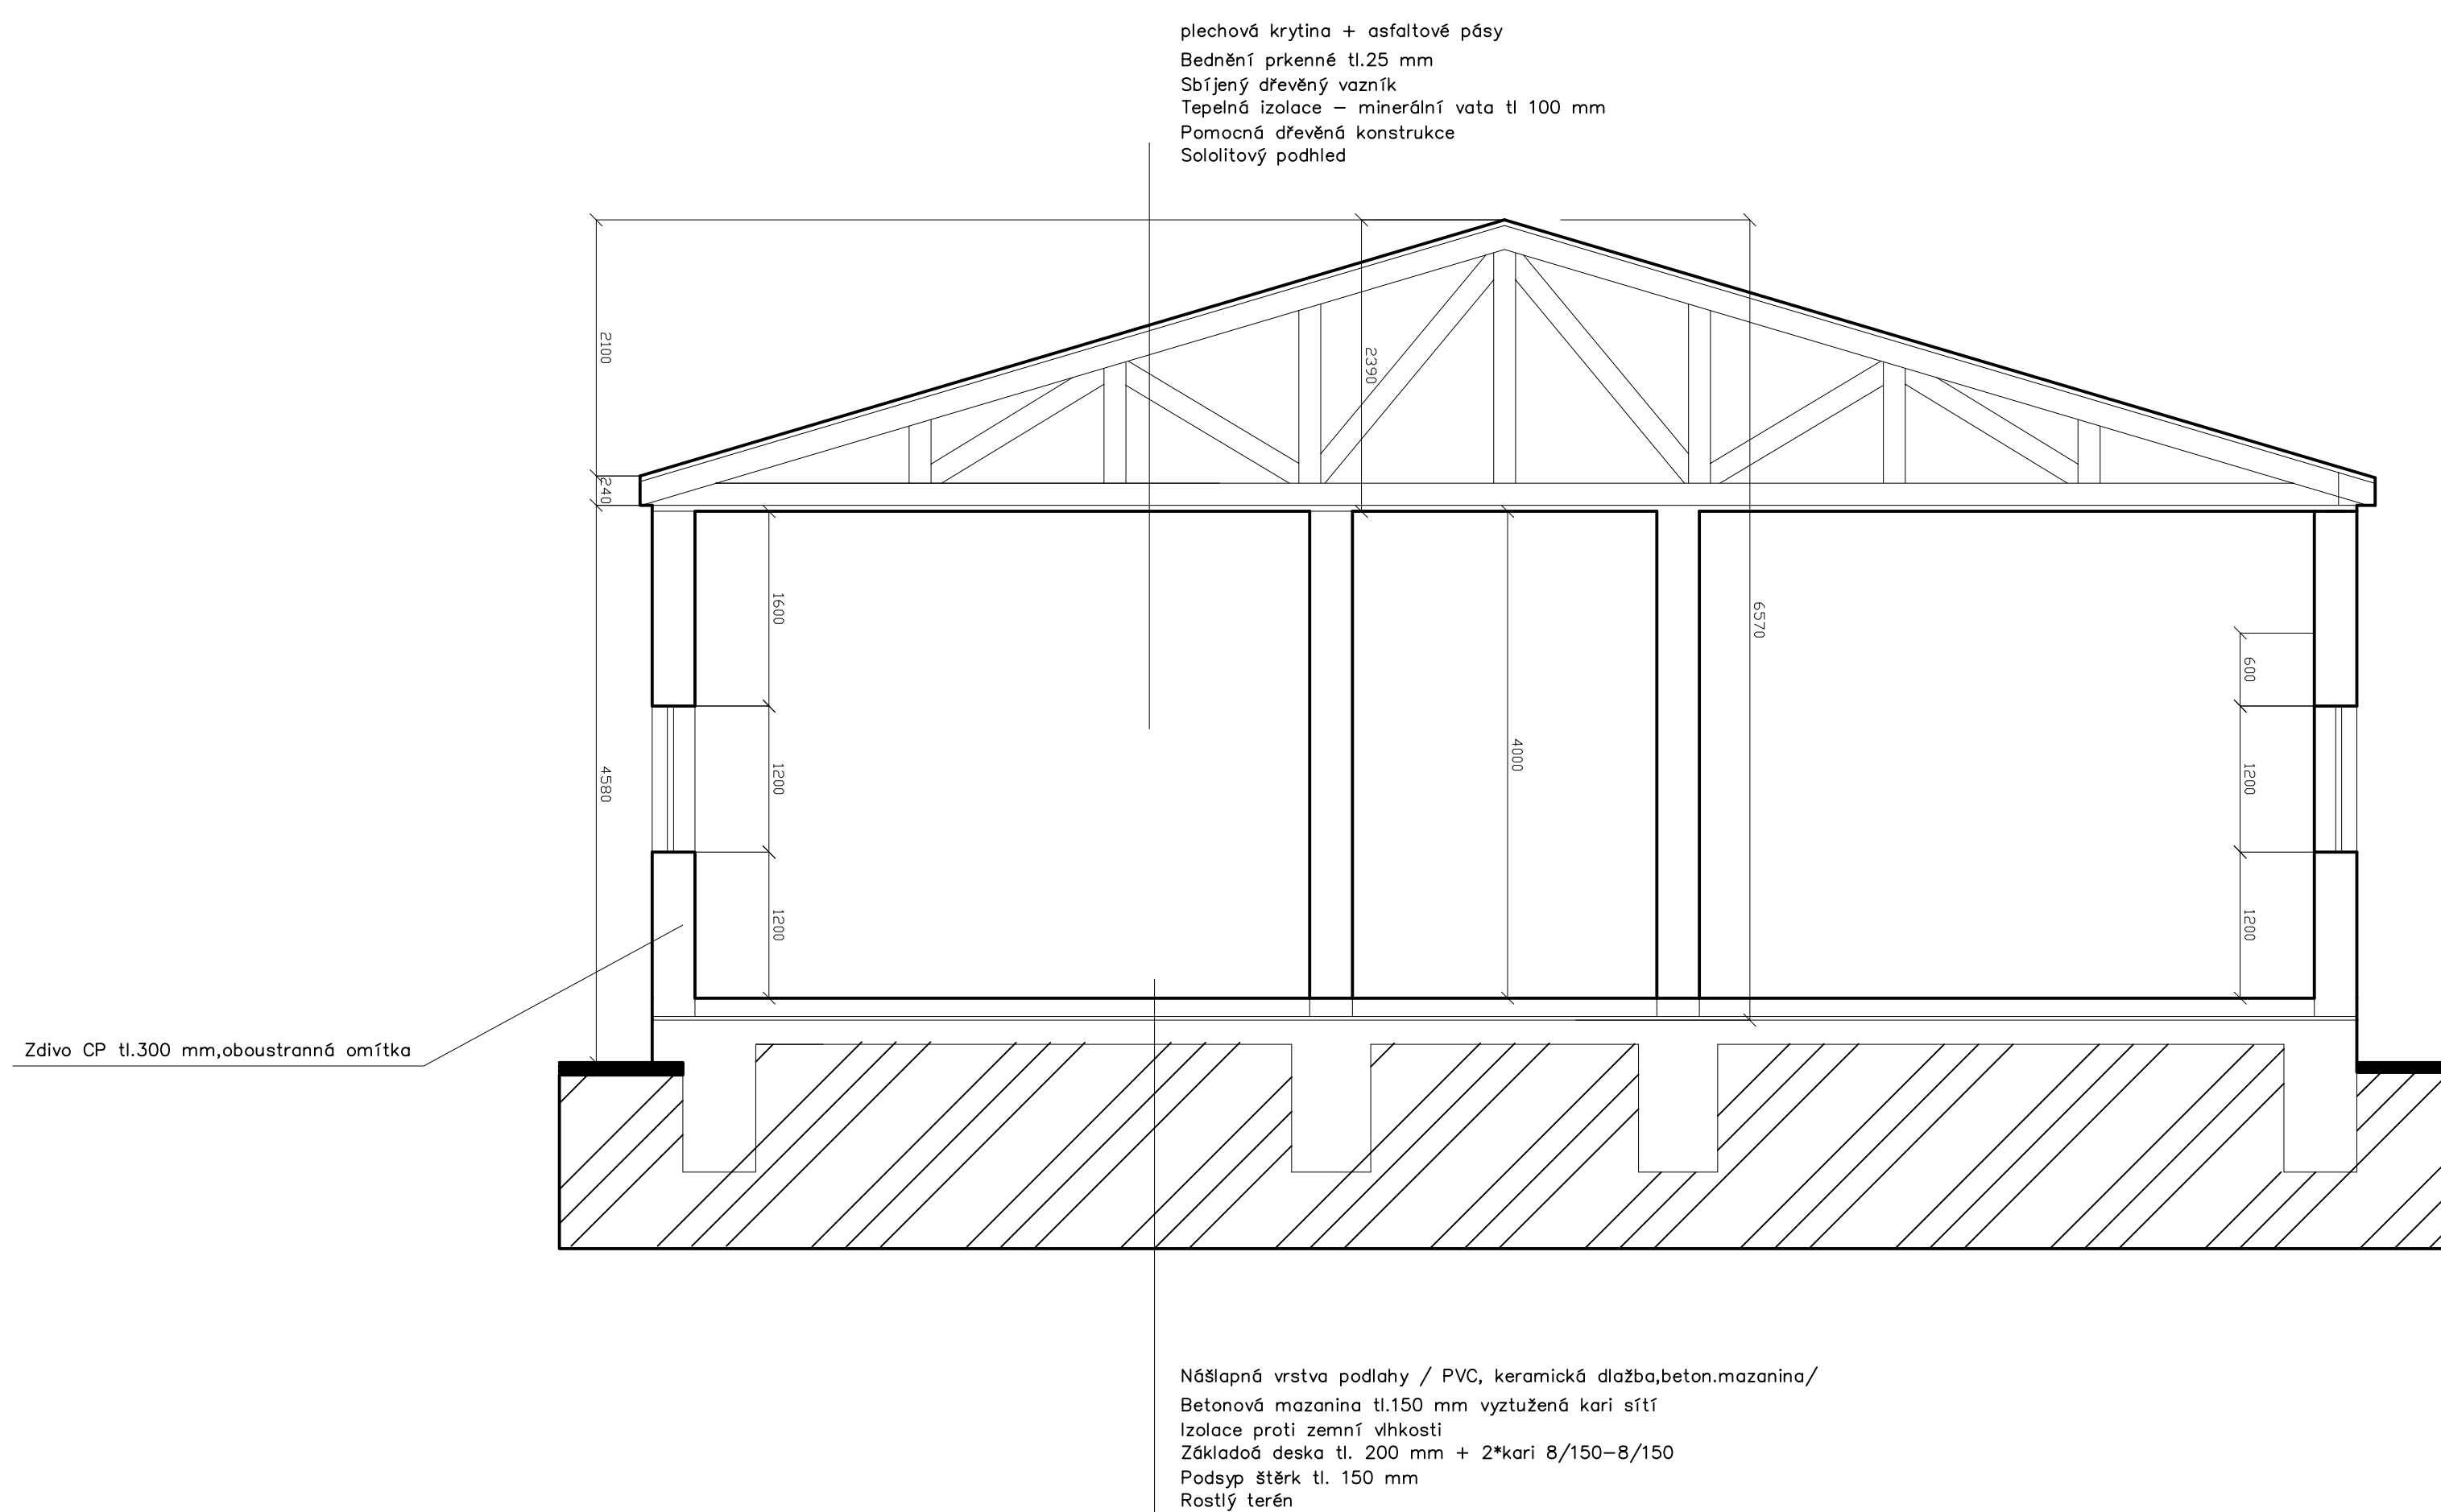 plechová krytina + asfaltové pásy
Bednění prkenné tl.25 mm
Sbíjený dřevěný vazník
Tepelná izolace – minerální vata tl 100 mm
Pomocná dřevěná konstrukce
Sololitový podhled
2100
2390
240
1600
6570
600
4000
4580
1200
1200
1200
1200
Zdivo CP tl.300 mm,oboustranná omítka
Nášlapná vrstva podlahy / PVC, keramická dlažba,beton.mazanina/
Betonová mazanina tl.150 mm vyztužená kari sítí
Izolace proti zemní vlhkosti
Základoá deska tl. 200 mm + 2*kari 8/150–8/150
Podsyp štěrk tl. 150 mm
Rostlý terén